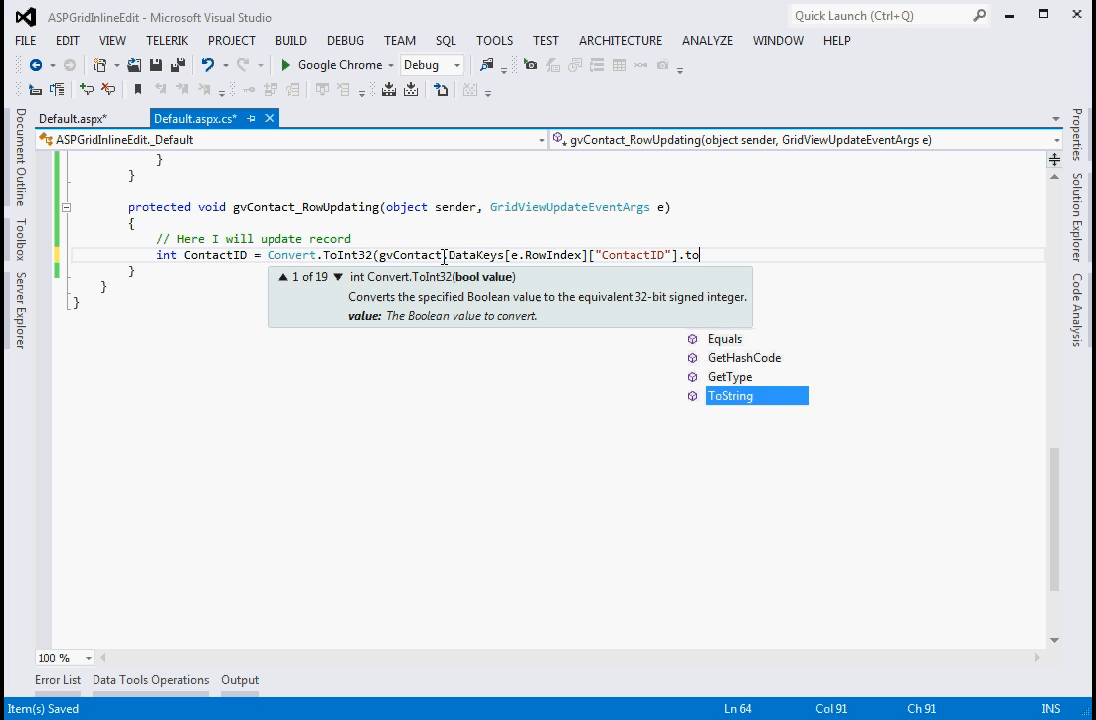 ASPGridInlineEdit - Microsoft Visual Studio
Quick Launch (Ctrl+Q)
FILE EDIT VIEW TELERIK PROJECT BUILD DEBUG TEAM SQL TOOLS TEST ARCHITECTURE ANALYZE WINDOW HELP
Google Chrome Debug
Default.aspx* Default.aspx.cs*
ASPGridInlineEdit._Default gvContact_RowUpdating(object sender, GridViewUpdateEventArgs e)
Document Outline
Toolbox
Server Explorer
}
}
protected void gvContact_RowUpdating(object sender, GridViewUpdateEventArgs e)
{
// Here I will update record
int ContactID = Convert.ToInt32(gvContact.DataKeys[e.RowIndex]["ContactID"].to
}
}
}
1 of 19 int Convert.ToInt32(bool value)
Converts the specified Boolean value to the equivalent 32-bit signed integer.
value: The Boolean value to convert.
Equals
GetHashCode
GetType
ToString
Properties
Solution Explorer
Code Analysis
100 %
Error List Data Tools Operations Output
Item(s) Saved Ln 64 Col 91 Ch 91 INS